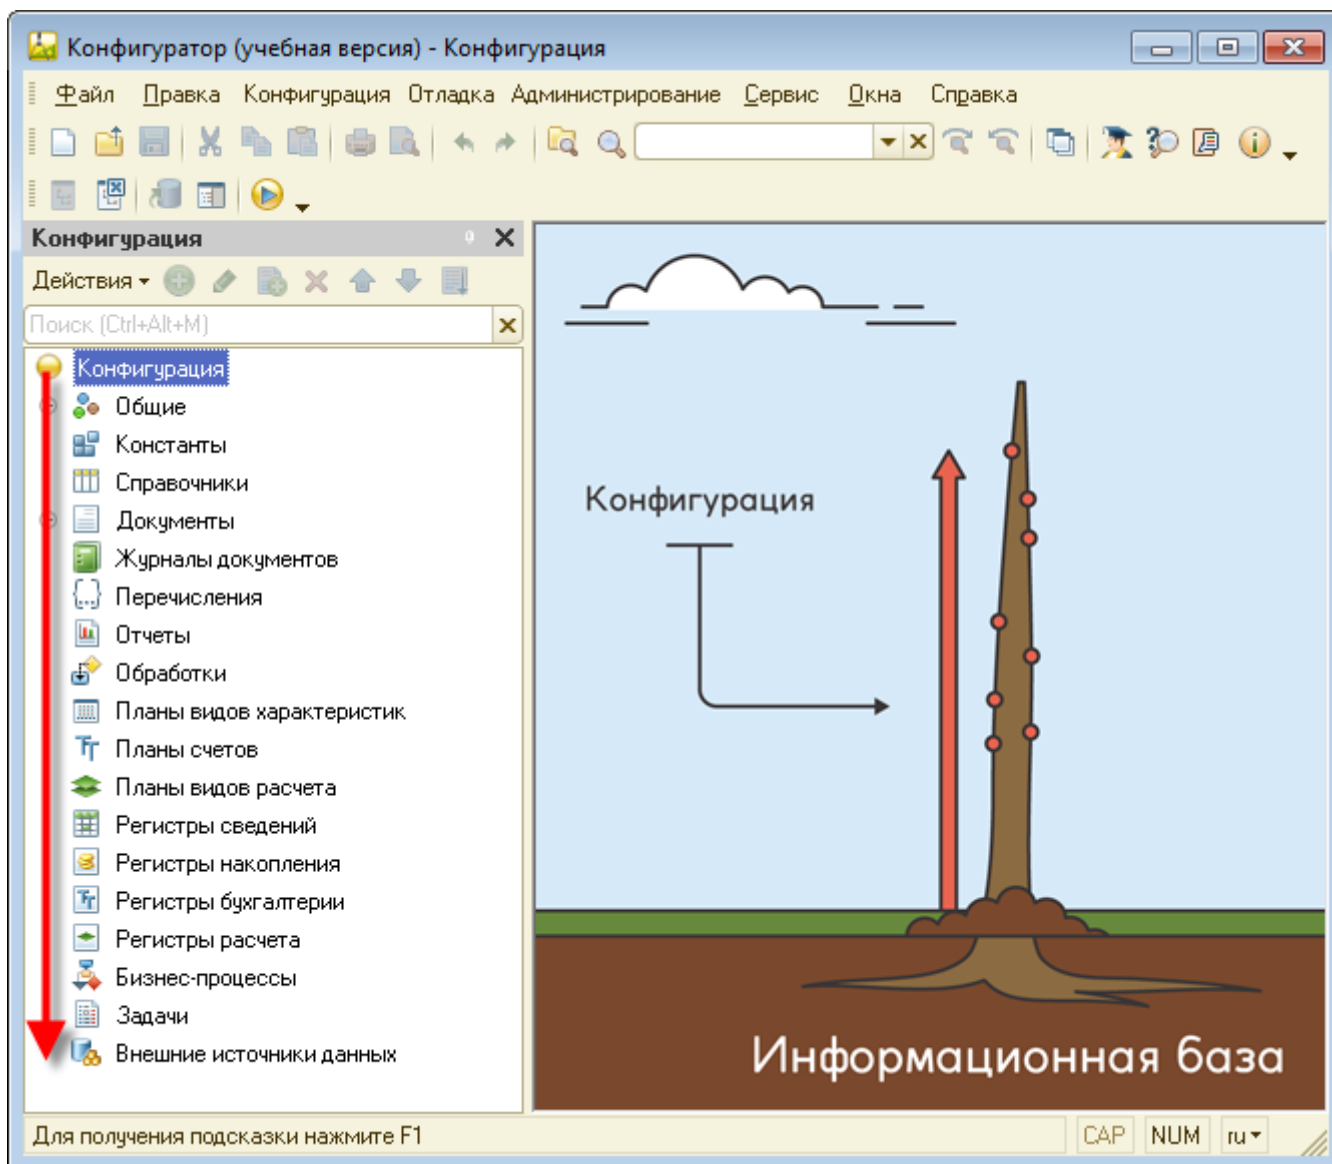 Конфигуратор (учебная версия) - Конфигурация
Файл Правка Конфигурация Отладка Администрирование Сервис Окна Справка
Конфигурация
Действия
Поиск (Ctrl+Alt+M)
Конфигурация
Общие
Константы
Справочники
Документы
Журналы документов
Перечисления
Отчеты
Обработки
Планы видов характеристик
Планы счетов
Планы видов расчета
Регистры сведений
Регистры накопления
Регистры бухгалтерии
Регистры расчета
Бизнес-процессы
Задачи
Внешние источники данных
Конфигурация
Информационная база
Для получения подсказки нажмите F1
CAP NUM ru